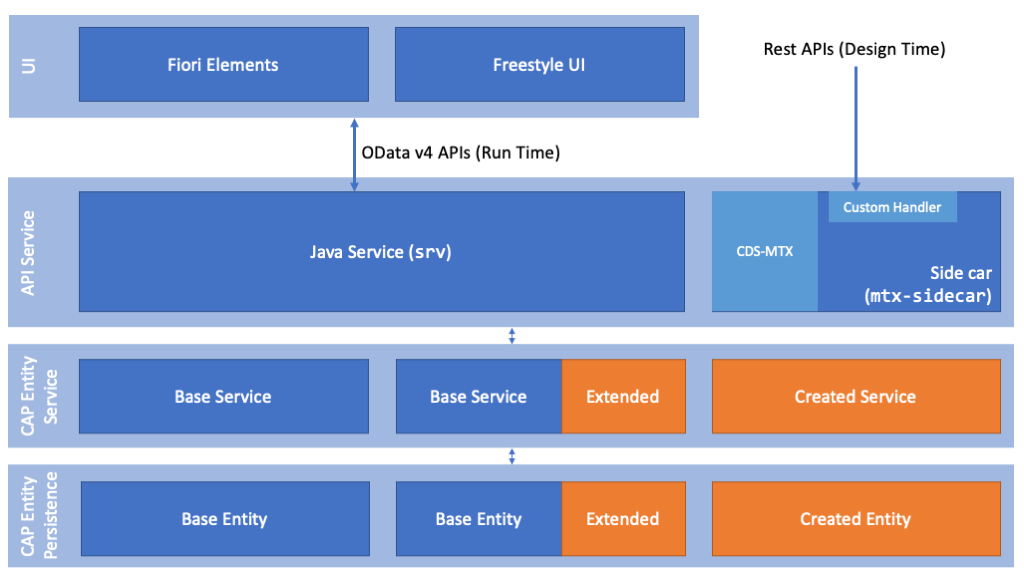 UI
Fiori Elements
Freestyle UI
Rest APIs (Design Time)
OData v4 APIs (Run Time)
API Service
Java Service (srv)
CDS-MTX
Custom Handler
Side car
(mtx-sidecar)
CAP Entity
Service
Base Service
Base Service
Extended
Created Service
CAP Entity
Persistence
Base Entity
Base Entity
Extended
Created Entity